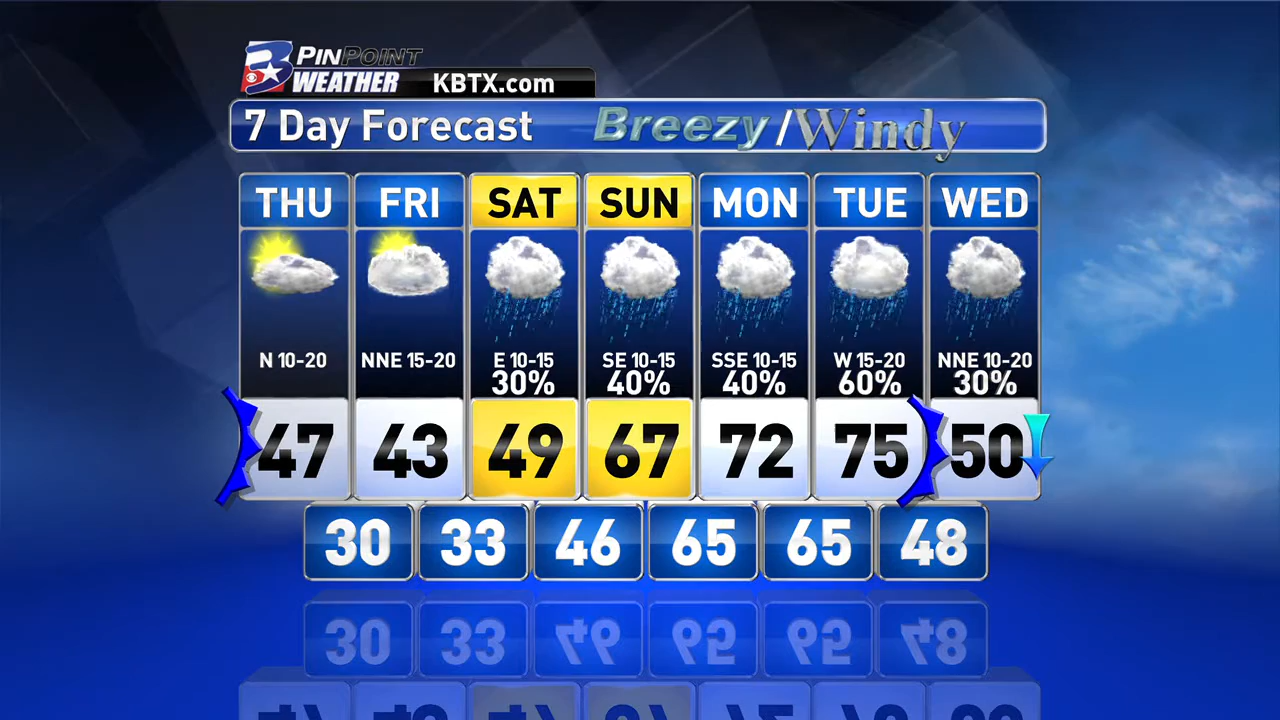 PINPOINT
WEATHER KBTX.com
7 Day Forecast Breezy/Windy
THU FRI SAT SUN MON TUE WED
N 10-20 NNE 15-20 E 10-15 SE 10-15 SSE 10-15 W 15-20 NNE 10-20
30% 40% 40% 60% 30%
47 43 49 67 72 75 50
30 33 46 65 65 48